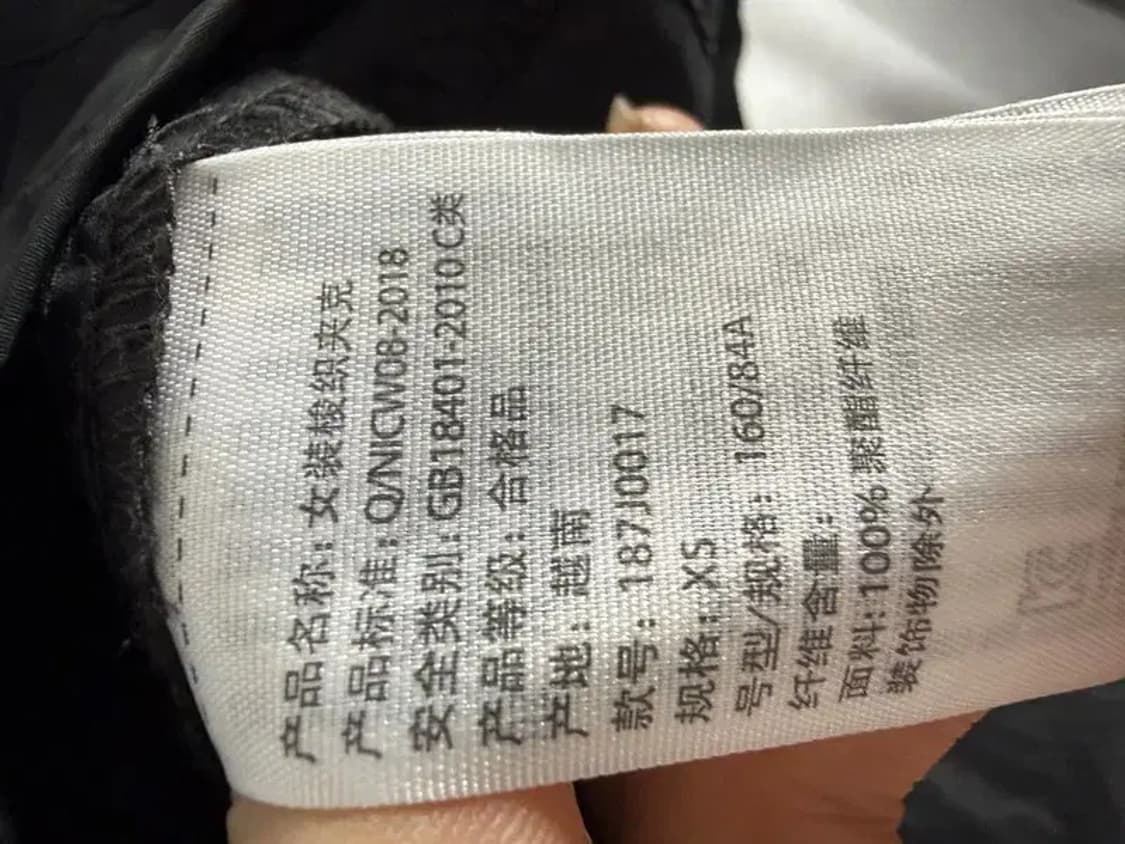 产品名称: 女装梭织夹克
产品标准: Q/NICW08-2018
安全类别: GB18401-2010 C类
产品等级: 合格品
产地: 越南
款号: 187J0017
规格: XS
号型/规格: 160/84A
纤维含量:
面料: 100% 聚酯纤维
装饰物除外